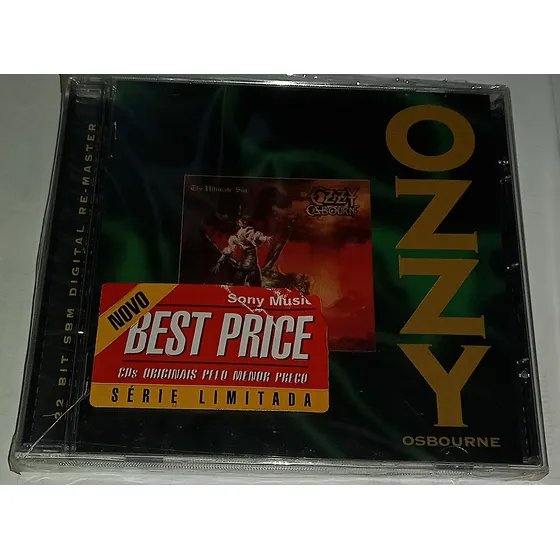 22 BIT SBM DIGITAL RE-MASTER
OZZY
OSBOURNE
The Ultimate Sin
OZZY
OSBOURNE
Sony Music
NOVO
BEST PRICE
CDs ORIGINAIS PELO MENOR PREÇO
SÉRIE LIMITADA